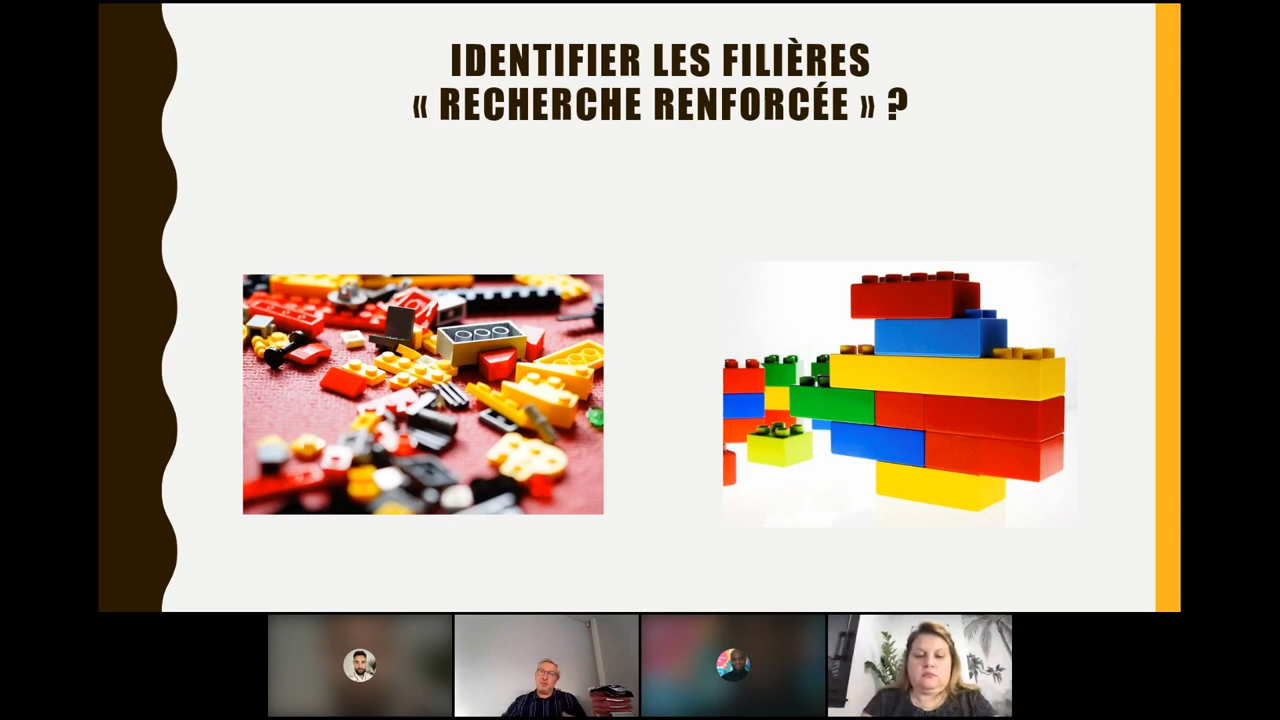 IDENTIFIER LES FILIÈRES
« RECHERCHE RENFORCÉE » ?